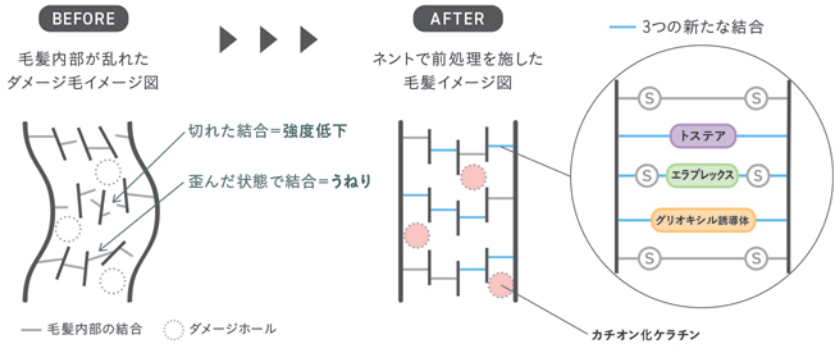 BEFORE
毛髪内部が乱れた
ダメージ毛イメージ図
切れた結合=強度低下
歪んだ状態で結合=うねり
毛髪内部の結合
ダメージホール
AFTER
ネントで前処理を施した
毛髪イメージ図
カチオン化ケラチン
3つの新たな結合
S S
トステア
S エラプレックス S
グリオキシル誘導体
S S